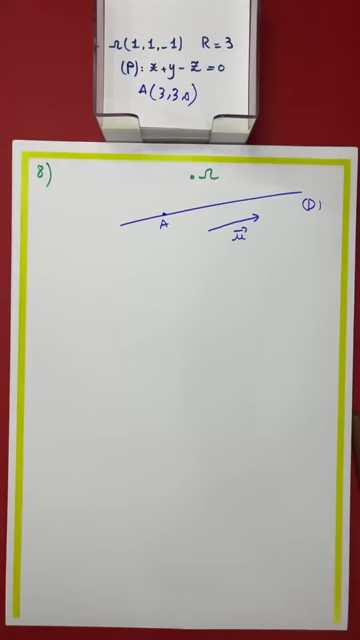 Ω(1,1,-1) R=3
(P): x+y-z=0
A(3,3,1)
8)
.Ω
(D)
A
u⃗